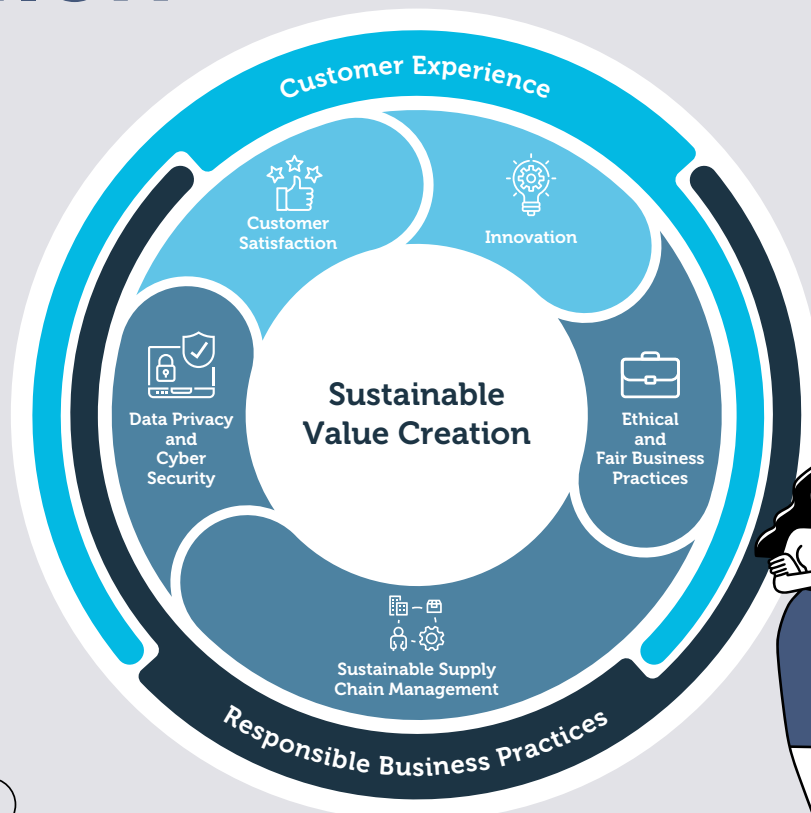 Customer Experience
Customer
Satisfaction
Innovation
Data Privacy
and
Cyber
Security
Sustainable
Value Creation
Ethical
and
Fair Business
Practices
Sustainable Supply
Chain Management
Responsible Business Practices